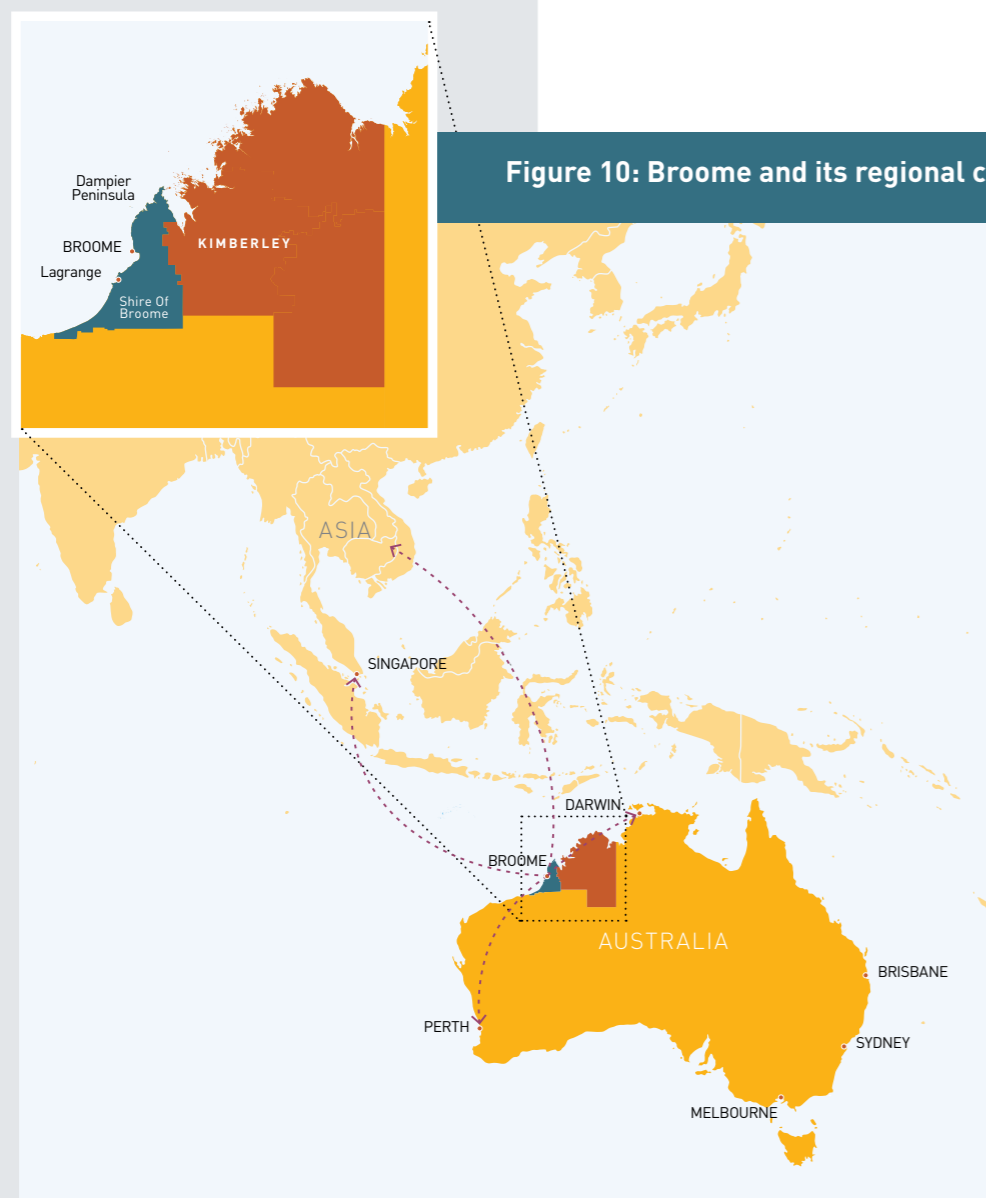 Figure 10: Broome and its regional c
Dampier
Peninsula
BROOME
KIMBERLEY
Lagrange
Shire Of
Broome
ASIA
SINGAPORE
DARWIN
BROOME
AUSTRALIA
BRISBANE
PERTH
SYDNEY
MELBOURNE